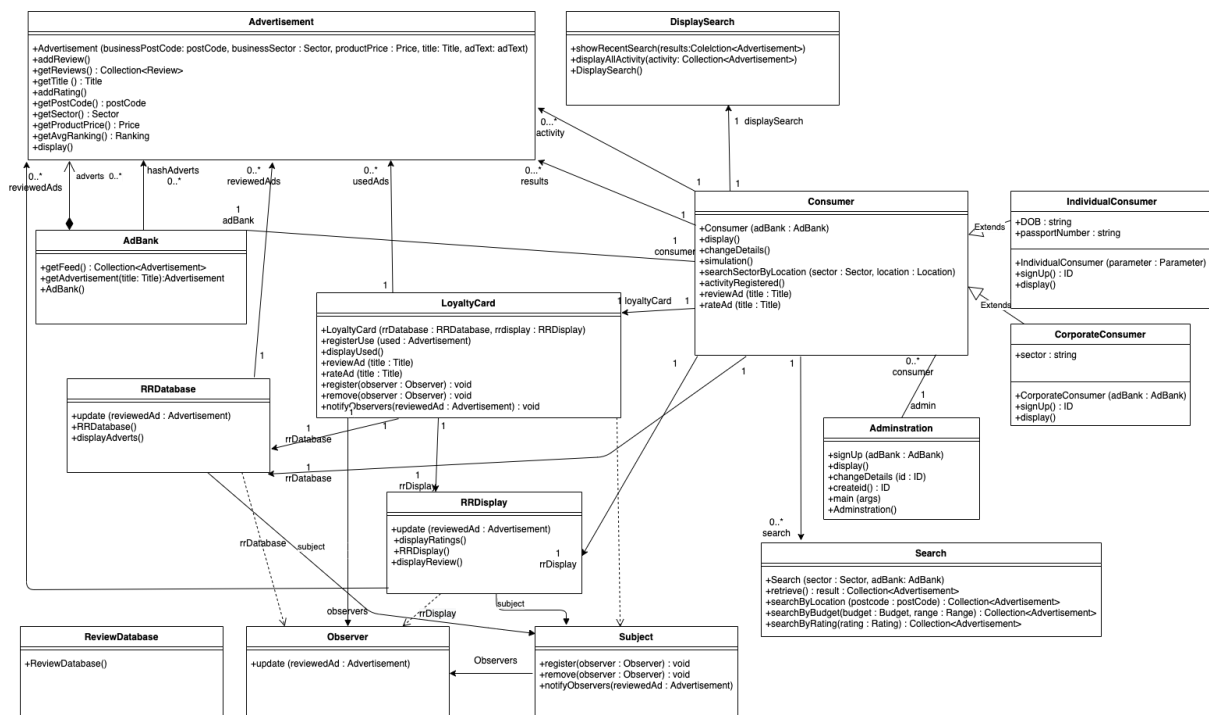 Advertisement
+Advertisement (businessPostCode: postCode, businessSector : Sector, productPrice : Price, title: Title, adText: adText)
+addReview()
+getReviews() : Collection<Review>
+getTitle () : Title
+addRating()
+getPostCode() : postCode
+getSector() : Sector
+getProductPrice() : Price
+getAvgRanking() : Ranking
+display()
DisplaySearch
+showRecentSearch(results:Colelction<Advertisement>)
+displayAllActivity(activity: Collection<Advertisement>)
+DisplaySearch()
0...*
activity
1 displaySearch
0..*
reviewedAds
adverts 0..*
hashAdverts
0..*
0..*
reviewedAds
0..*
usedAds
0...*
results
1
1
1
1
adBank
1
consumer
AdBank
+getFeed() : Collection<Advertisement>
+getAdvertisement(title: Title):Advertisement
+AdBank()
Consumer
+Consumer (adBank : AdBank)
+display()
+changeDetails()
+simulation()
+searchSectorByLocation (sector : Sector, location : Location)
+activityRegistered()
+reviewAd (title : Title)
+rateAd (title : Title)
Extends
Extends
IndividualConsumer
+DOB : string
+passportNumber : string
+IndividualConsumer (parameter : Parameter)
+signUp() : ID
+display()
CorporateConsumer
+sector : string
+CorporateConsumer (adBank : AdBank)
+signUp() : ID
+display()
1
1 loyaltyCard
1
LoyaltyCard
+LoyaltyCard (rrDatabase : RRDatabase, rrdisplay : RRDisplay)
+registerUse (used : Advertisement)
+displayUsed()
+reviewAd (title : Title)
+rateAd (title : Title)
+register(observer : Observer) : void
+remove(observer : Observer) : void
+notifyObservers(reviewedAd : Advertisement) : void
1
1
1
1
0...*
consumer
1
admin
RRDatabase
+update (reviewedAd : Advertisement)
+RRDatabase()
+displayAdverts()
1
rrDatabase
1
1
1
1
rrDatabase
1
rrDisplay
Adminstration
+signUp (adBank : AdBank)
+display()
+changeDetails (id : ID)
+createid() : ID
+main (args)
+Adminstration()
RRDisplay
+update (reviewedAd : Advertisement)
+displayRatings()
+RRDisplay()
+displayReview()
1
rrDisplay
0...*
search
rrDatabase
subject
Search
+Search (sector : Sector, adBank: AdBank)
+retrieve() : result : Collection<Advertisement>
+searchByLocation (postcode : postCode) : Collection<Advertisement>
+searchByBudget(budget : Budget, range : Range) : Collection<Advertisement>
+searchByRating(rating : Rating) : Collection<Advertisement>
observers
rrDisplay
subject
ReviewDatabase
+ReviewDatabase()
Observer
+update (reviewedAd : Advertisement)
Observers
Subject
+register(observer : Observer) : void
+remove(observer : Observer) : void
+notifyObservers(reviewedAd : Advertisement)